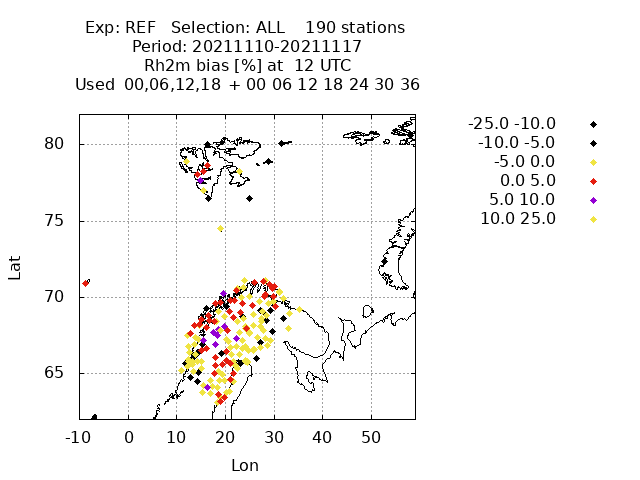 Exp: REF   Selection: ALL    190 stations
Period: 20211110-20211117
Rh2m bias [%] at  12 UTC
Used  00,06,12,18  + 00 06 12 18 24 30 36
-25.0 -10.0
-10.0 -5.0
-5.0 0.0
0.0 5.0
5.0 10.0
10.0 25.0
80
75
70
65
Lat
-10 0 10 20 30 40 50
Lon